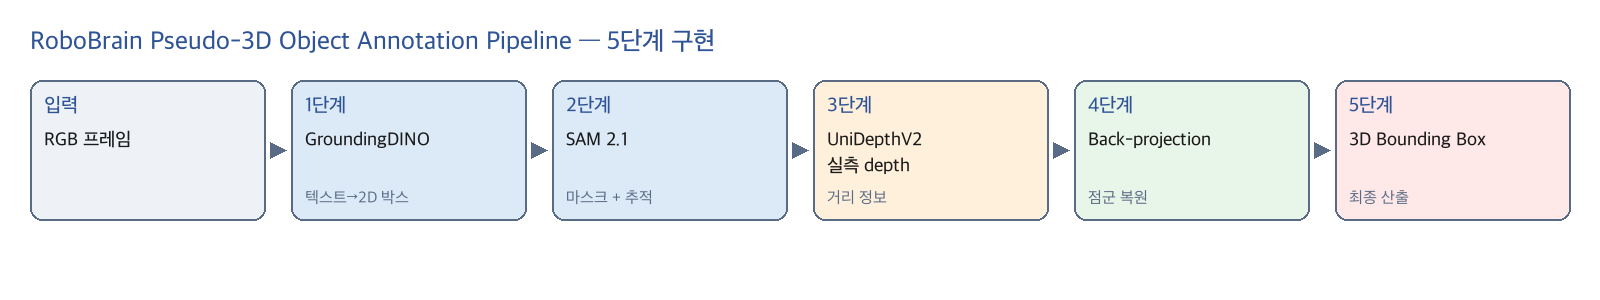 RoboBrain Pseudo-3D Object Annotation Pipeline — 5단계 구현
입력
RGB 프레임
1단계
GroundingDINO
텍스트→2D 박스
2단계
SAM 2.1
마스크 + 추적
3단계
UniDepthV2
실측 depth
거리 정보
4단계
Back-projection
점군 복원
5단계
3D Bounding Box
최종 산출